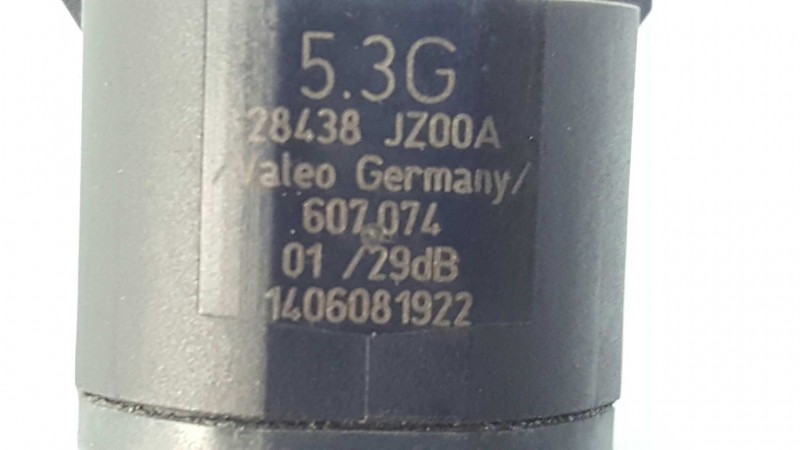 5.3G
28438 JZ00A
/Valeo Germany/
607.074
01 /29dB
1406081922